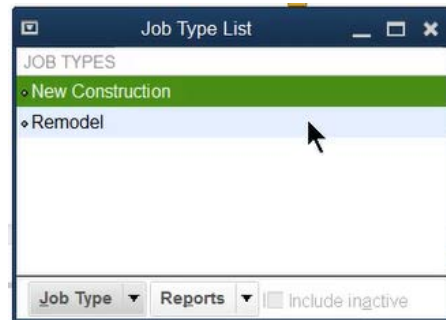 Job Type List
JOB TYPES
New Construction
Remodel
Job Type Reports Include inactive